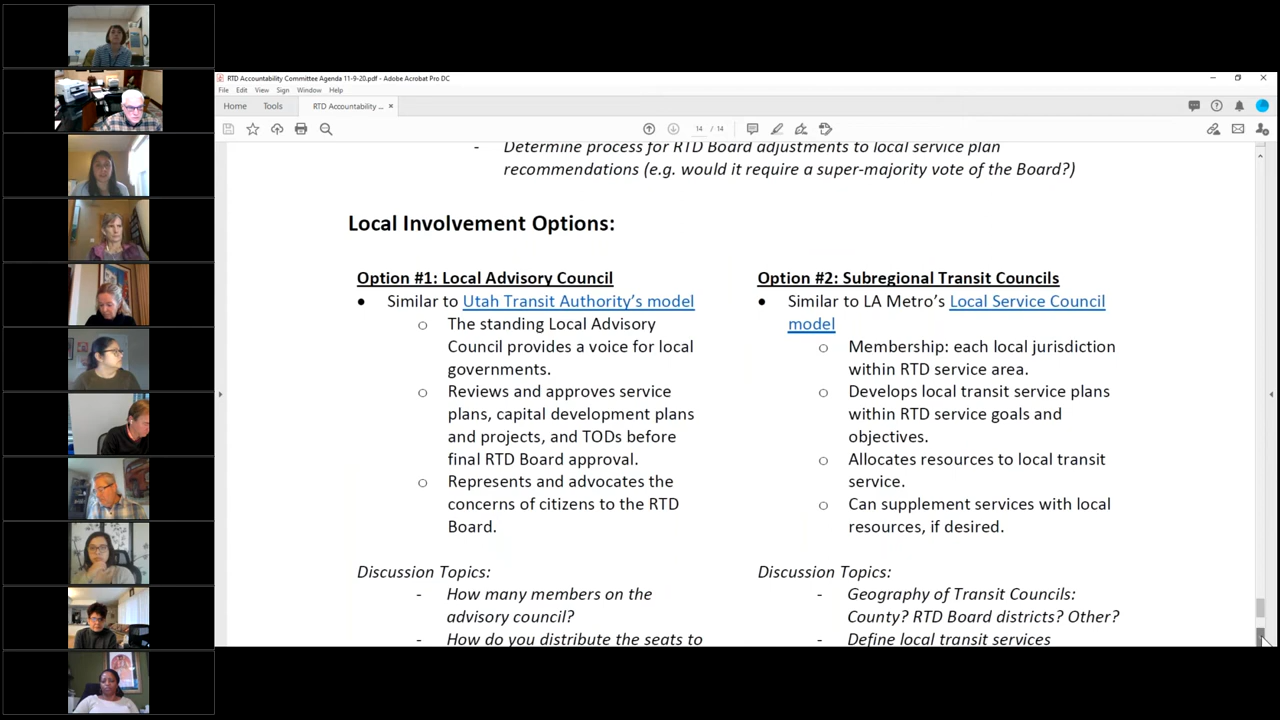 RTD Accountability Committee Agenda 11-9-20.pdf - Adobe Acrobat Pro DC
File Edit View Sign Window Help
Home Tools RTD Accountability ... ×
14 / 14
- Determine process for RTD Board adjustments to local service plan
recommendations (e.g. would it require a super-majority vote of the Board?)
Local Involvement Options:
Option #1: Local Advisory Council
• Similar to Utah Transit Authority's model
○ The standing Local Advisory
Council provides a voice for local
governments.
○ Reviews and approves service
plans, capital development plans
and projects, and TODs before
final RTD Board approval.
○ Represents and advocates the
concerns of citizens to the RTD
Board.
Discussion Topics:
- How many members on the
advisory council?
- How do you distribute the seats to
Option #2: Subregional Transit Councils
• Similar to LA Metro's Local Service Council
model
○ Membership: each local jurisdiction
within RTD service area.
○ Develops local transit service plans
within RTD service goals and
objectives.
○ Allocates resources to local transit
service.
○ Can supplement services with local
resources, if desired.
Discussion Topics:
- Geography of Transit Councils:
County? RTD Board districts? Other?
- Define local transit services